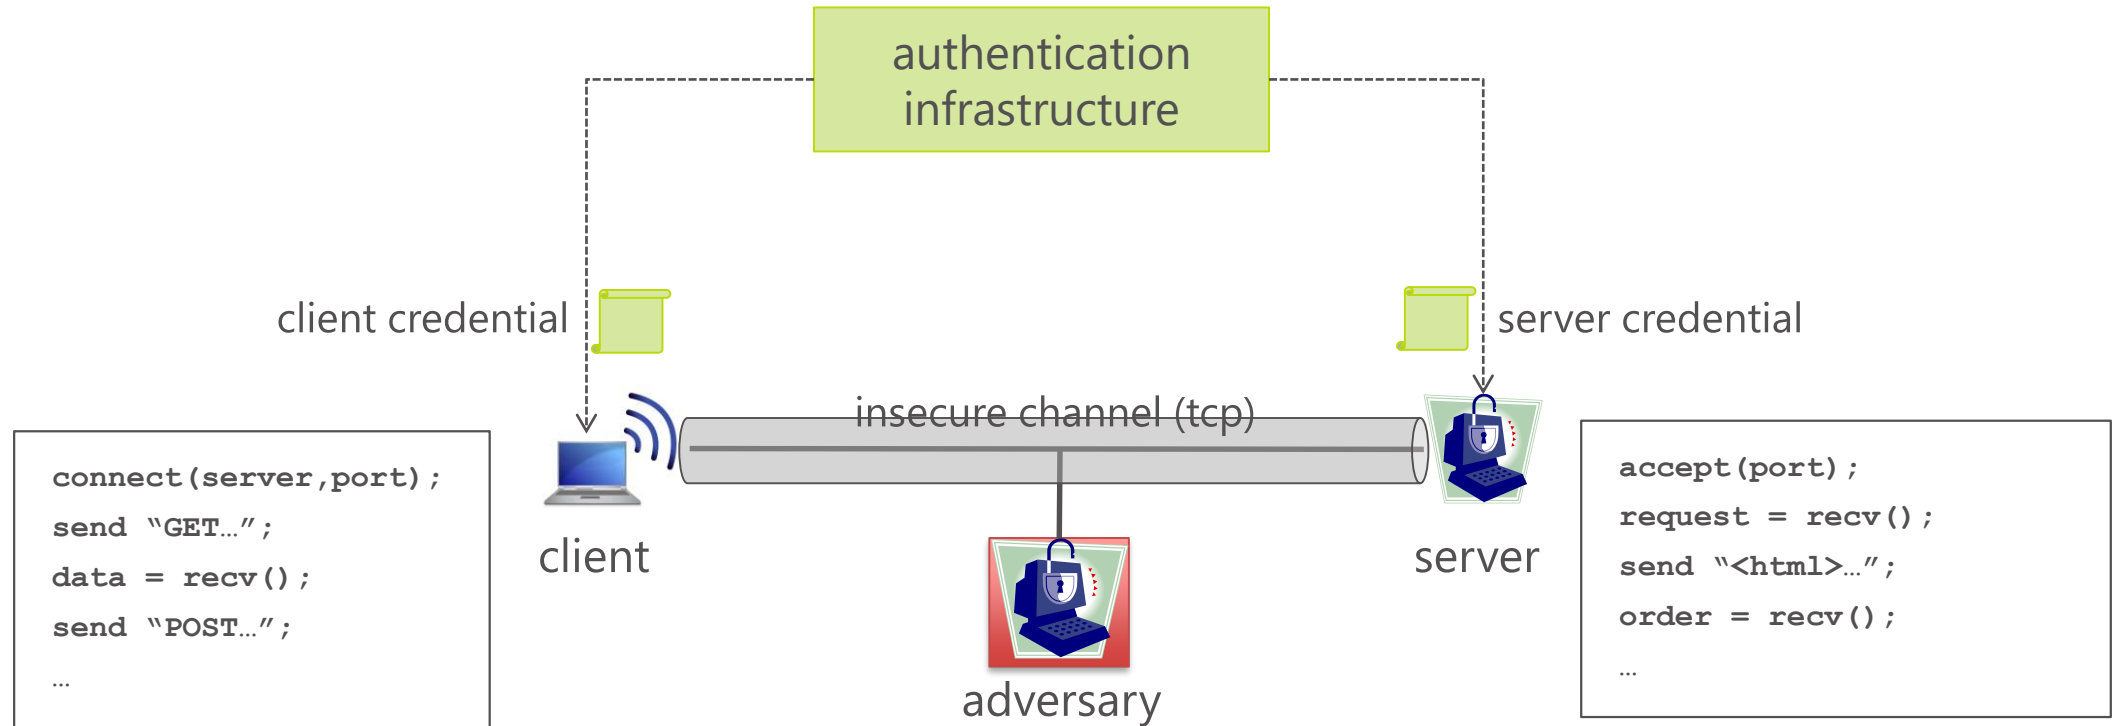 authentication
infrastructure
client credential
server credential
insecure channel (tcp)
connect(server,port);
send “GET…”;
data = recv();
send “POST…”;
…
client
server
accept(port);
request = recv();
send “<html>…”;
order = recv();
…
adversary